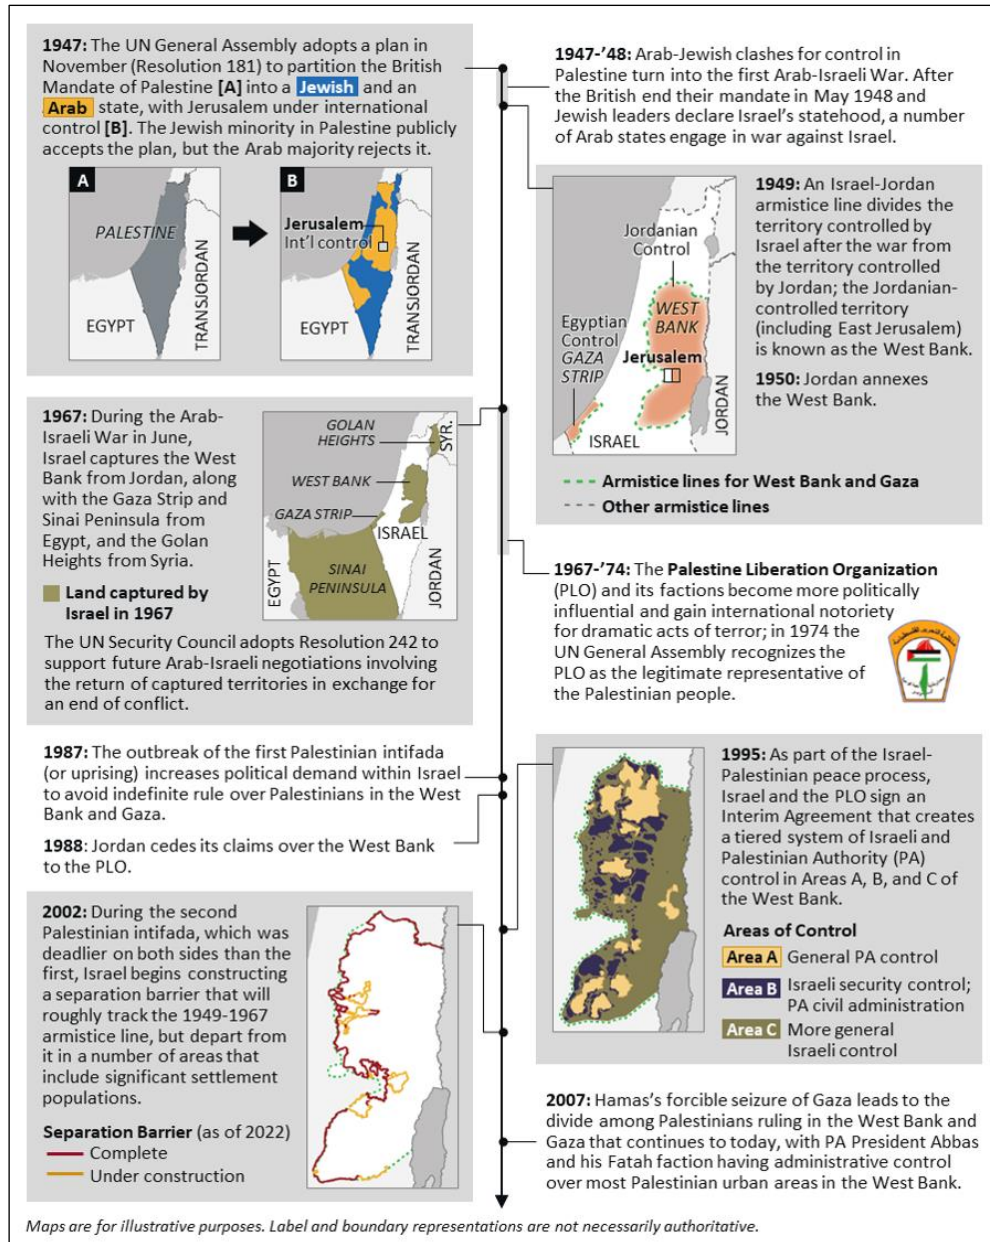 1947: The UN General Assembly adopts a plan in
November (Resolution 181) to partition the British
Mandate of Palestine [A] into a Jewish and an
Arab state, with Jerusalem under international
control [B]. The Jewish minority in Palestine publicly
accepts the plan, but the Arab majority rejects it.
A
PALESTINE
EGYPT
TRANSJORDAN
B
Jerusalem
Int'l control
EGYPT
TRANSJORDAN
1947-'48: Arab-Jewish clashes for control in
Palestine turn into the first Arab-Israeli War. After
the British end their mandate in May 1948 and
Jewish leaders declare Israel's statehood, a number
of Arab states engage in war against Israel.
Jordanian
Control
WEST
BANK
Egyptian
Control
GAZA
STRIP
Jerusalem
ISRAEL
JORDAN
1949: An Israel-Jordan
armistice line divides the
territory controlled by
Israel after the war from
the territory controlled
by Jordan; the Jordanian-
controlled territory
(including East Jerusalem)
is known as the West Bank.
1950: Jordan annexes
the West Bank.
Armistice lines for West Bank and Gaza
Other armistice lines
1967: During the Arab-
Israeli War in June,
Israel captures the West
Bank from Jordan, along
with the Gaza Strip and
Sinai Peninsula from
Egypt, and the Golan
Heights from Syria.
Land captured by
Israel in 1967
GOLAN
HEIGHTS
SYR.
WEST BANK
GAZA STRIP
ISRAEL
SINAI
PENINSULA
EGYPT
JORDAN
The UN Security Council adopts Resolution 242 to
support future Arab-Israeli negotiations involving
the return of captured territories in exchange for
an end of conflict.
1967-'74: The Palestine Liberation Organization
(PLO) and its factions become more politically
influential and gain international notoriety
for dramatic acts of terror; in 1974 the
UN General Assembly recognizes the
PLO as the legitimate representative of
the Palestinian people.
1987: The outbreak of the first Palestinian intifada
(or uprising) increases political demand within Israel
to avoid indefinite rule over Palestinians in the West
Bank and Gaza.
1988: Jordan cedes its claims over the West Bank
to the PLO.
1995: As part of the Israel-
Palestinian peace process,
Israel and the PLO sign an
Interim Agreement that creates
a tiered system of Israeli and
Palestinian Authority (PA)
control in Areas A, B, and C of
the West Bank.
Areas of Control
Area A General PA control
Area B Israeli security control;
PA civil administration
Area C More general
Israeli control
2002: During the second
Palestinian intifada, which was
deadlier on both sides than the
first, Israel begins constructing
a separation barrier that will
roughly track the 1949-1967
armistice line, but depart from
it in a number of areas that
include significant settlement
populations.
Separation Barrier (as of 2022)
Complete
Under construction
2007: Hamas's forcible seizure of Gaza leads to the
divide among Palestinians ruling in the West Bank and
Gaza that continues to today, with PA President Abbas
and his Fatah faction having administrative control
over most Palestinian urban areas in the West Bank.
Maps are for illustrative purposes. Label and boundary representations are not necessarily authoritative.